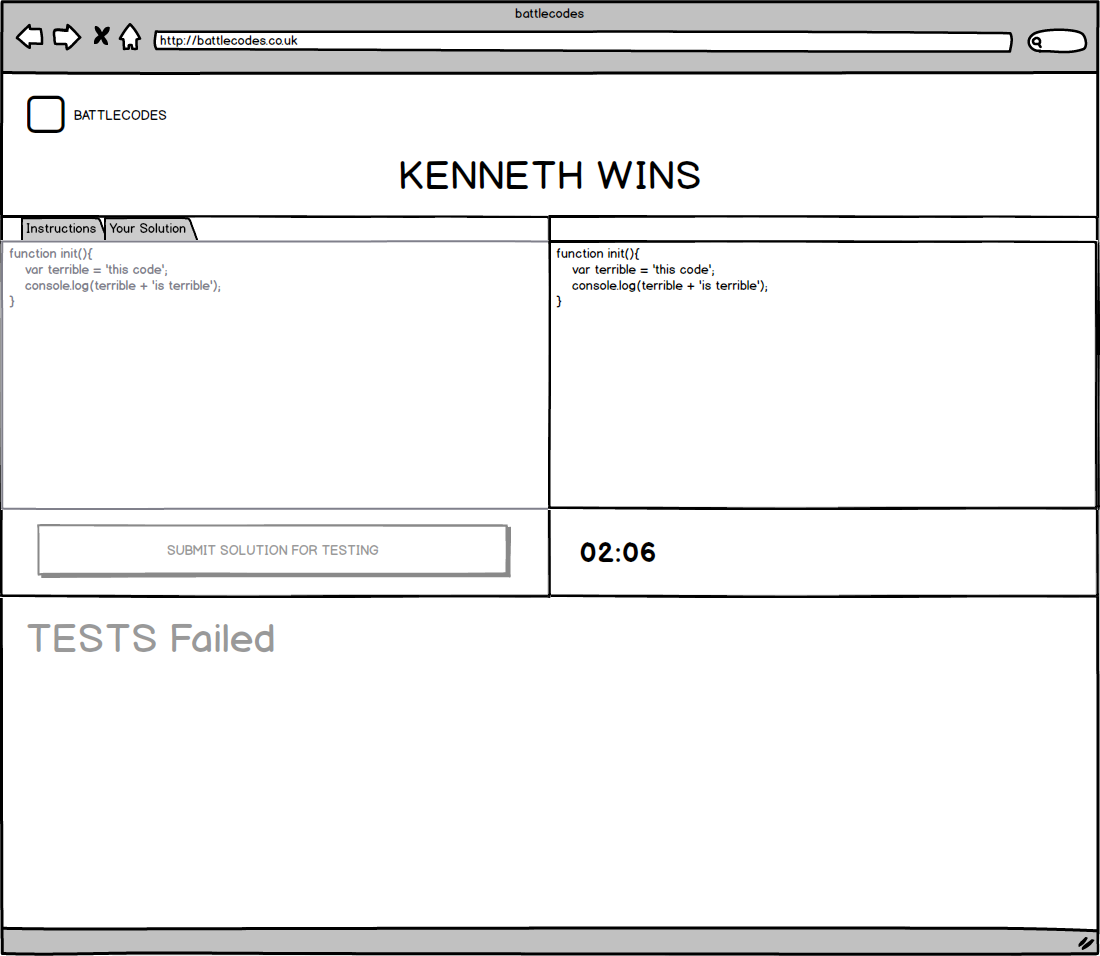 battlecodes
http://battlecodes.co.uk
BATTLECODES
KENNETH WINS
Instructions
Your Solution
function init(){
    var terrible = 'this code';
    console.log(terrible + 'is terrible');
}
function init(){
    var terrible = 'this code';
    console.log(terrible + 'is terrible');
}
SUBMIT SOLUTION FOR TESTING
02:06
TESTS Failed